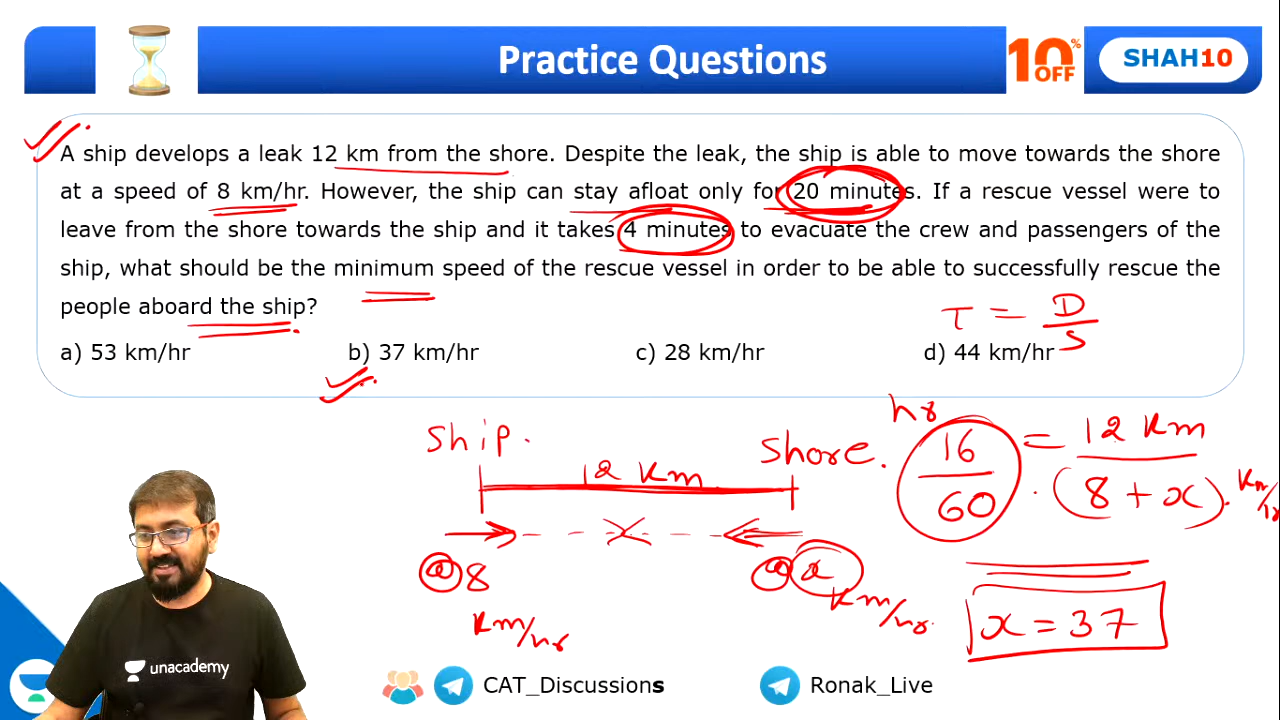 Practice Questions
10% OFF
SHAH10
A ship develops a leak 12 km from the shore. Despite the leak, the ship is able to move towards the shore
at a speed of 8 km/hr. However, the ship can stay afloat only for 20 minutes. If a rescue vessel were to
leave from the shore towards the ship and it takes 4 minutes to evacuate the crew and passengers of the
ship, what should be the minimum speed of the rescue vessel in order to be able to successfully rescue the
people aboard the ship?
T = D/S
a) 53 km/hr b) 37 km/hr c) 28 km/hr d) 44 km/hr
Ship.
Shore.
12 Km
hr
16/60 = 12 Km/(8 + x). Km/hr
@ 8
Km/hr
@ x
Km/hr.
x = 37
unacademy
CAT_Discussions
Ronak_Live